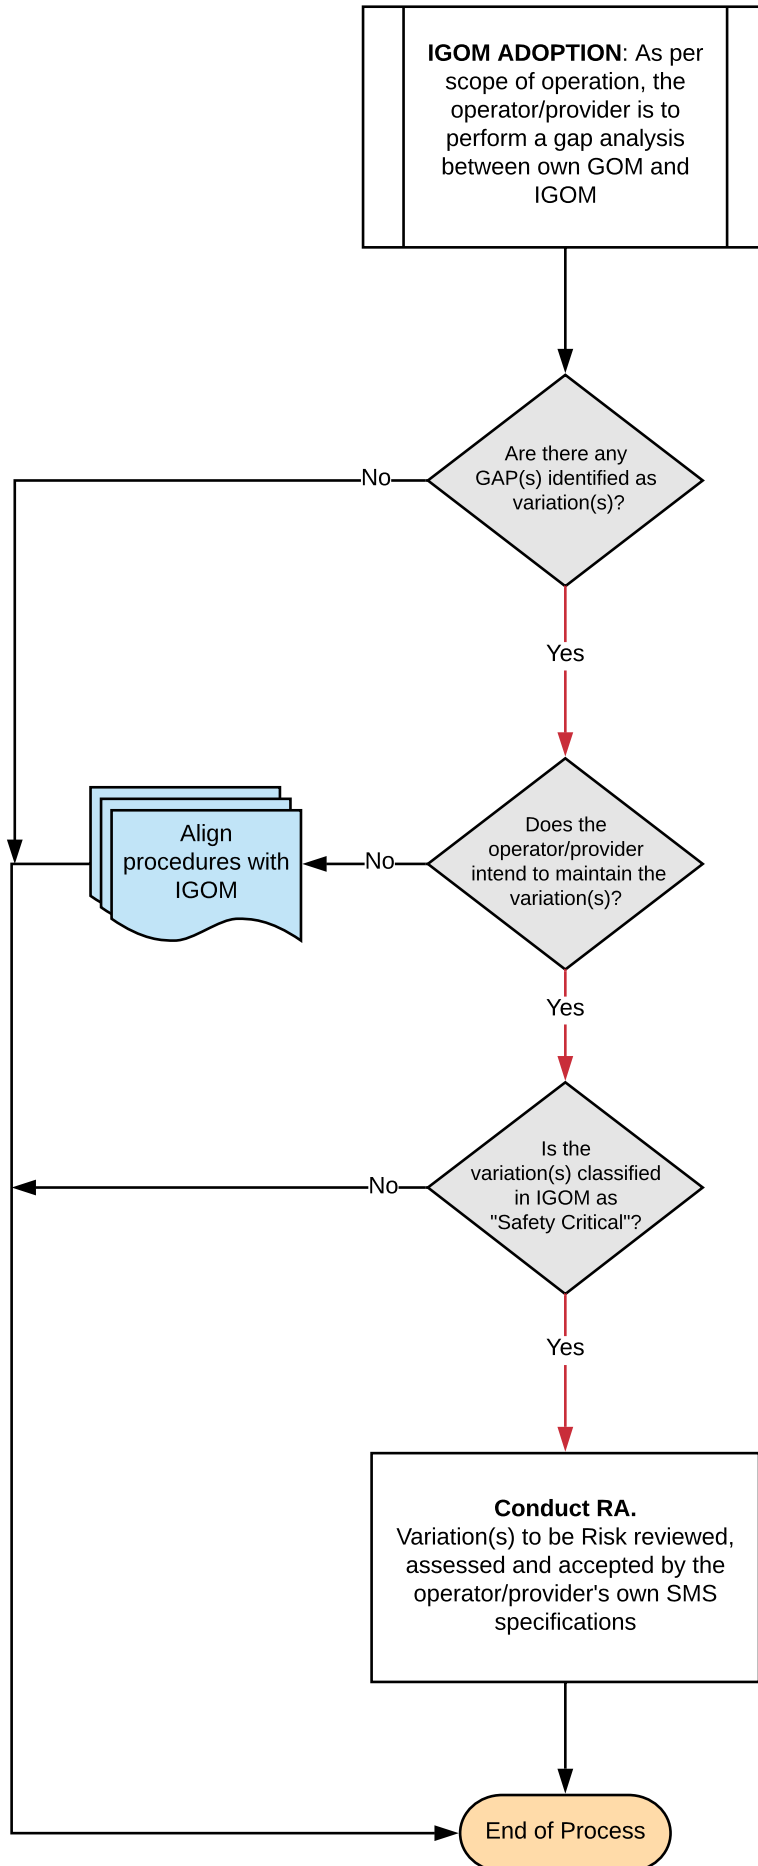 IGOM ADOPTION: As per
scope of operation, the
operator/provider is to
perform a gap analysis
between own GOM and
IGOM
Are there any
GAP(s) identified as
variation(s)?
No
Yes
Does the
operator/provider
intend to maintain the
variation(s)?
No
Align
procedures with
IGOM
Yes
Is the
variation(s) classified
in IGOM as
"Safety Critical"?
No
Yes
Conduct RA.
Variation(s) to be Risk reviewed,
assessed and accepted by the
operator/provider's own SMS
specifications
End of Process